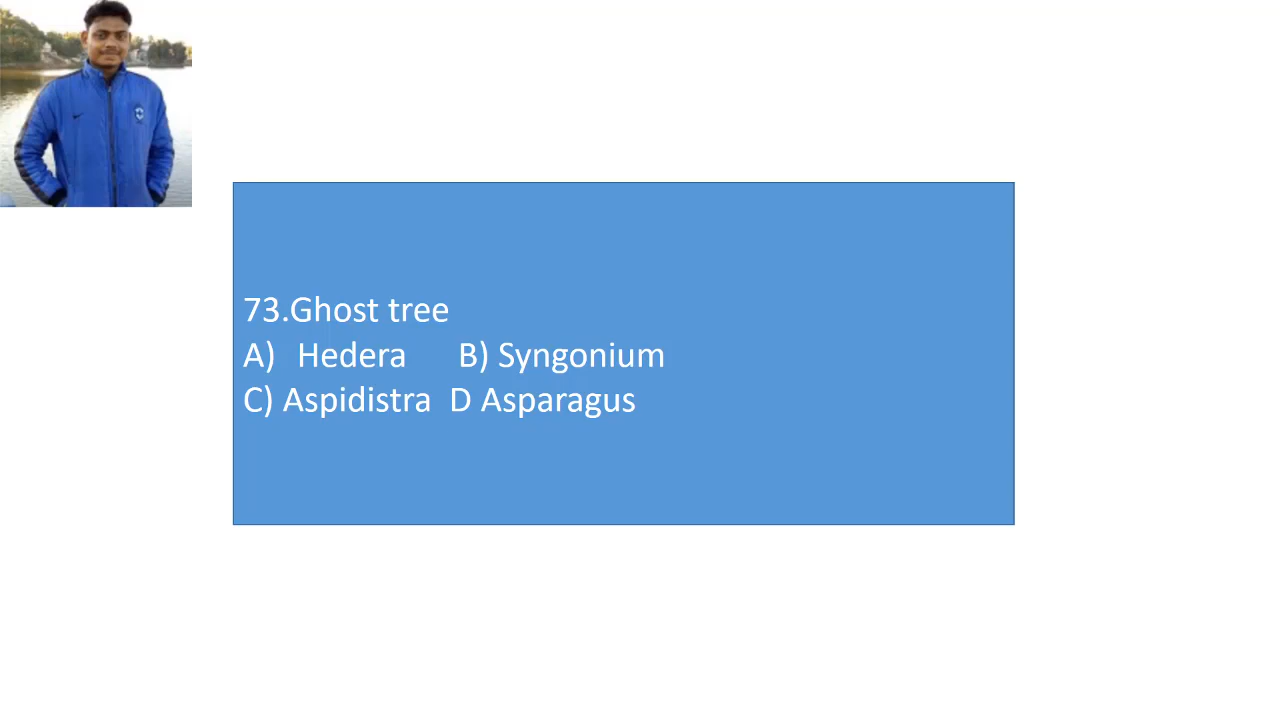 73.Ghost tree
A) Hedera B) Syngonium
C) Aspidistra D Asparagus